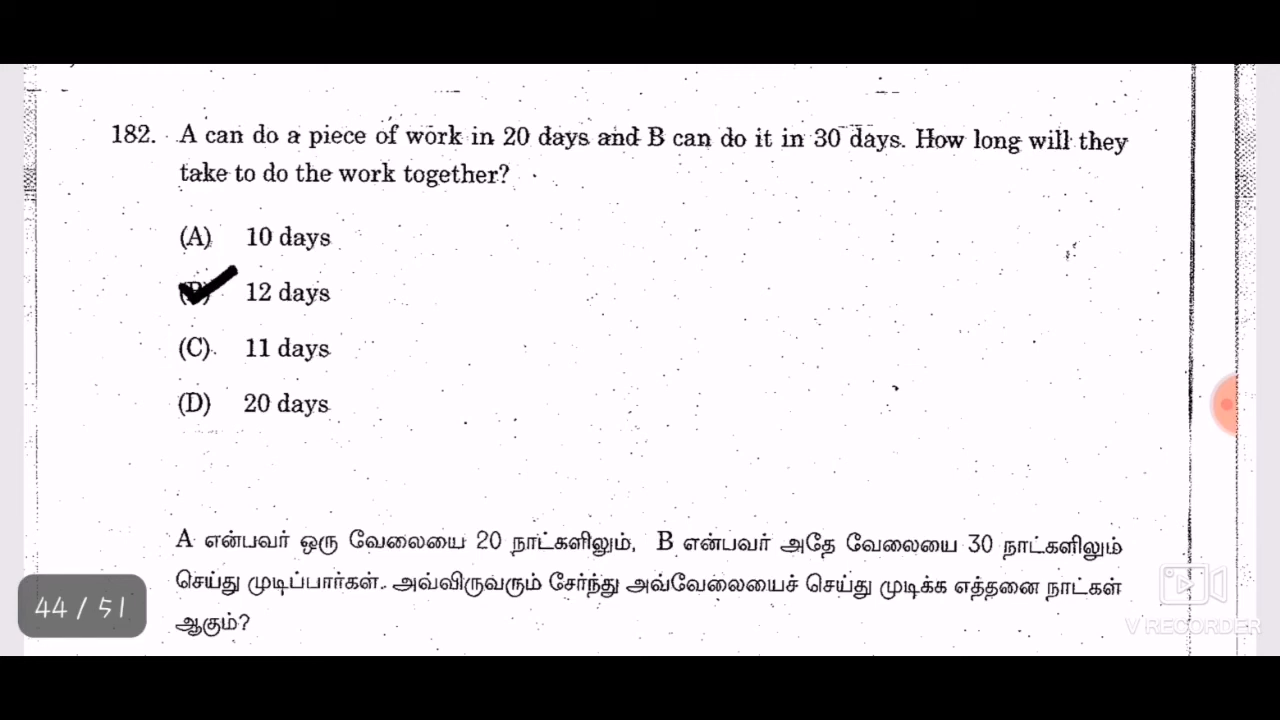 182. A can do a piece of work in 20 days and B can do it in 30 days. How long will they
take to do the work together?
(A) 10 days
(B) 12 days
(C) 11 days
(D) 20 days
A என்பவர் ஒரு வேலையை 20 நாட்களிலும், B என்பவர் அதே வேலையை 30 நாட்களிலும்
செய்து முடிப்பார்கள். அவ்விருவரும் சேர்ந்து அவ்வேலையைச் செய்து முடிக்க எத்தனை நாட்கள்
ஆகும்?
44 / 51
V RECORDER